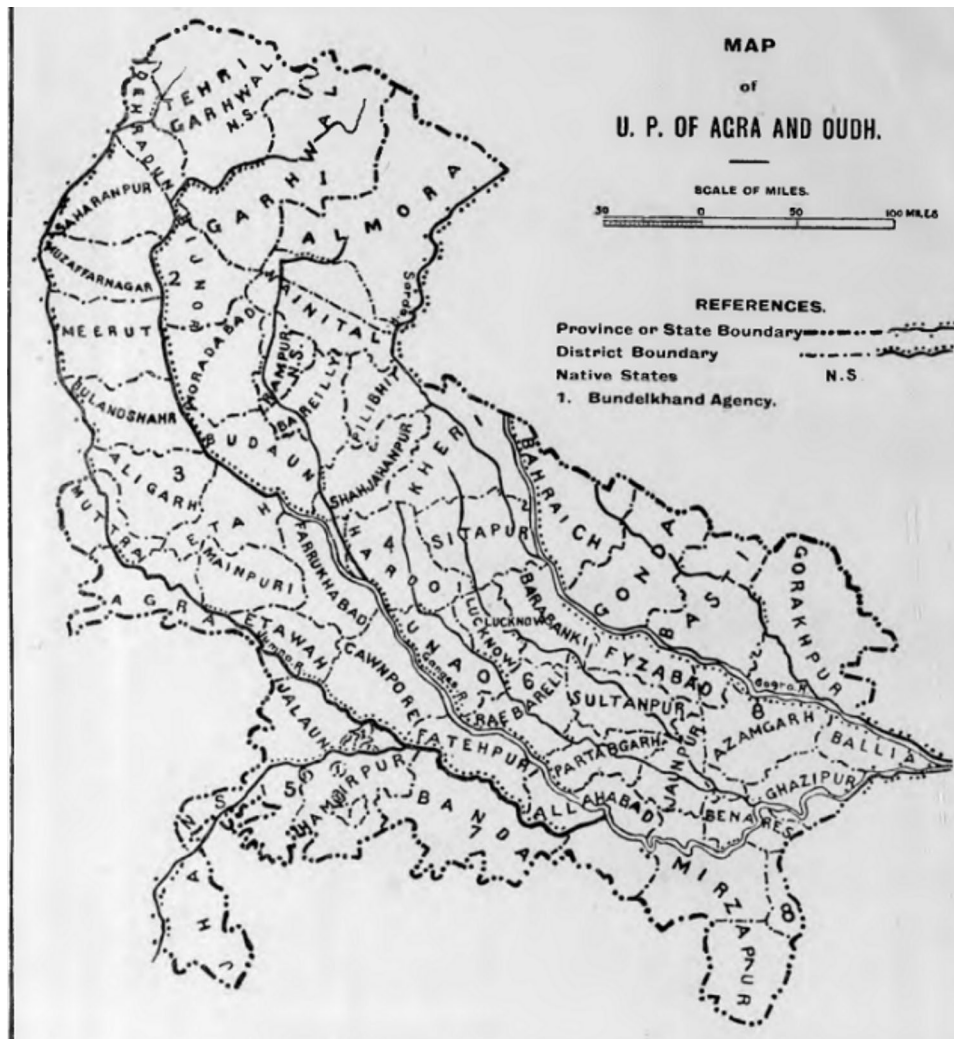 MAP
of
U. P. OF AGRA AND OUDH.
SCALE OF MILES.
50 0 50 100 MILES
REFERENCES.
Province or State Boundary
District Boundary
Native States N.S
1. Bundelkhand Agency.
DEHRADUN
TEHRI
GARHWAL
N.S.
SAHARANPUR
GARHWAL
1
ALMORA
MUZAFFARNAGAR
2
BIJNOR
NAINITAL
Sarda
MEERUT
MORADABAD
RAMPUR
N.S.
BAREILLY
PILIBHIT
BULANDSHAHR
BUDAUN
SHAHJAHANPUR
KHERI
BAHRAICH
ALIGARH
3
MUTTRA
ETAH
FARRUKHABAD
HARDOI
4
SITAPUR
GONDA
BASTI
GORAKHPUR
MAINPURI
AGRA
ETAWAH
Jumna R.
CAWNPORE
Ganges R.
UNAO
LUCKNOW
LUCKNOW
BARABANKI
FYZABAD
Gogra R.
6
RAEBARELI
SULTANPUR
8
JALAUN
FATEHPUR
PARTABGARH
JANPUR
AZAMGARH
BALLIA
GHAZIPUR
JHANSI
5
HAMIRPUR
BANDA
7
ALLAHABAD
BENARES
MIRZAPUR
8